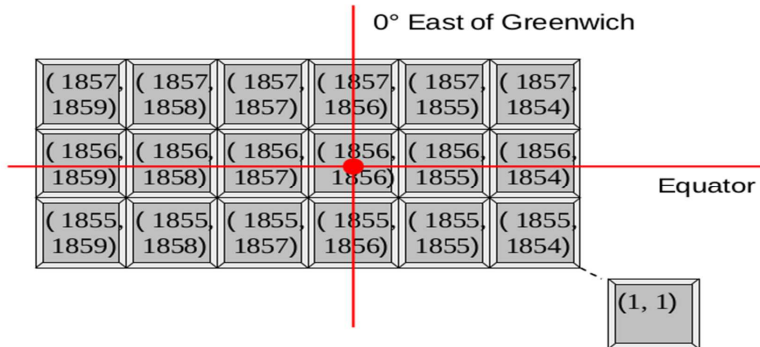 0° East of Greenwich
( 1857, ( 1857, ( 1857, ( 1857, ( 1857, ( 1857,
1859) 1858) 1857) 1856) 1855) 1854)
( 1856, ( 1856, ( 1856, ( 1856, ( 1856, ( 1856,
1859) 1858) 1857) 1856) 1855) 1854)
Equator
( 1855, ( 1855, ( 1855, ( 1855, ( 1855, ( 1855,
1859) 1858) 1857) 1856) 1855) 1854)
(1, 1)